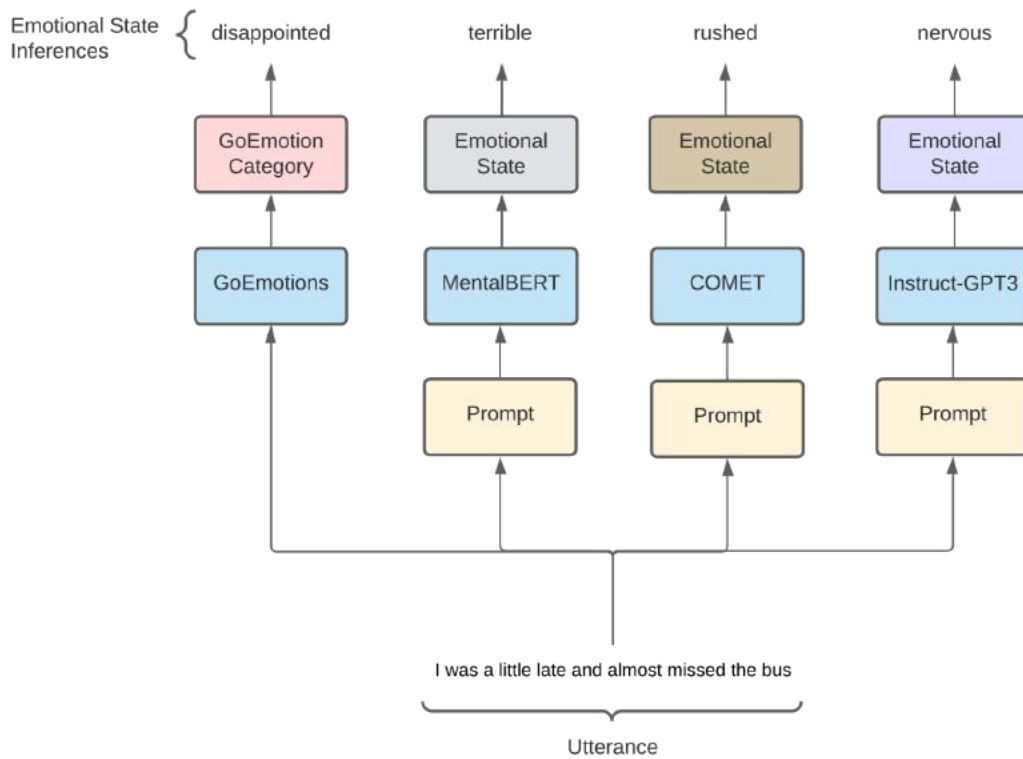 Emotional State
Inferences
disappointed
terrible
rushed
nervous
GoEmotion
Category
Emotional
State
Emotional
State
Emotional
State
GoEmotions
MentalBERT
COMET
Instruct-GPT3
Prompt
Prompt
Prompt
I was a little late and almost missed the bus
Utterance